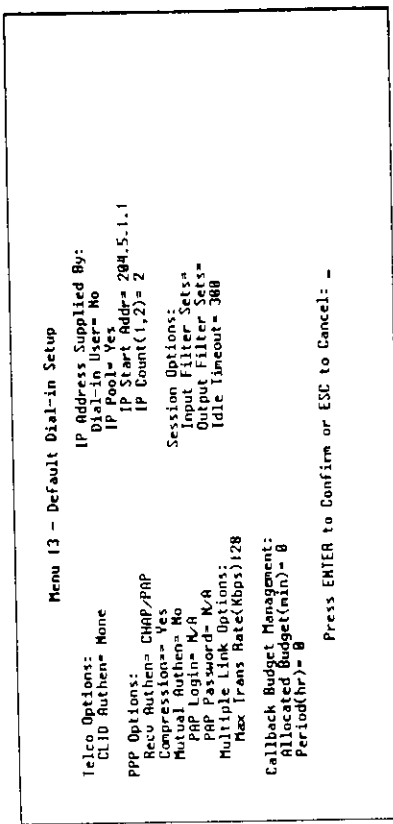 Menu 13 - Default Dial-in Setup
Telco Options:
CLID Authen= None
PPP Options:
Recv Authen= CHAP/PAP
Compression== Yes
Mutual Authen= No
PAP Login= N/A
PAP Password= N/A
Multiple Link Options:
Max Trans Rate(Kbps)128
Callback Budget Management:
Allocated Budget(min)= 0
Period(hr)= 0
IP Address Supplied By:
Dial-in User= No
IP Pool= Yes
IP Start Addr= 204.5.1.1
IP Count(1,2)= 2
Session Options:
Input Filter Sets=
Output Filter Sets=
Idle Timeout= 300
Press ENTER to Confirm or ESC to Cancel: _